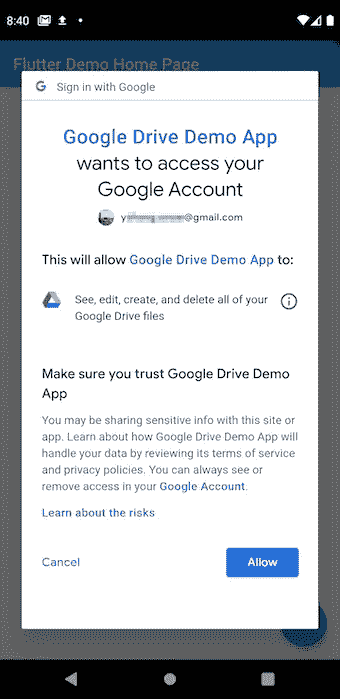 8:40
Flutter Demo Home Page
Sign in with Google
Google Drive Demo App
wants to access your
Google Account
@gmail.com
This will allow Google Drive Demo App to:
See, edit, create, and delete all of your
Google Drive files
Make sure you trust Google Drive Demo
App
You may be sharing sensitive info with this site or
app. Learn about how Google Drive Demo App will
handle your data by reviewing its terms of service
and privacy policies. You can always see or
remove access in your Google Account.
Learn about the risks
Cancel
Allow